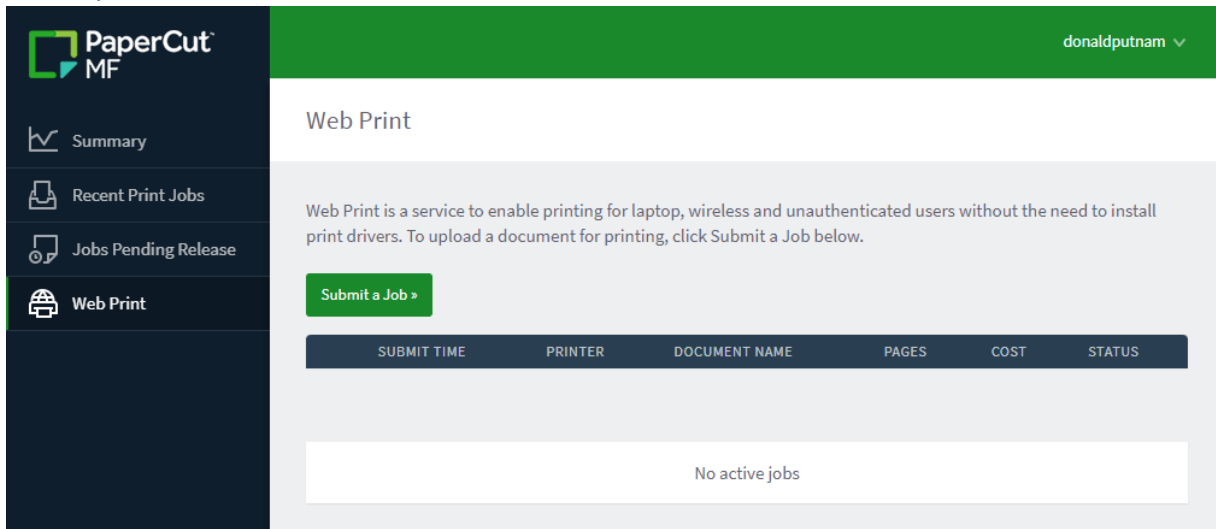 PaperCut
MF
donaldputnam
Summary
Recent Print Jobs
Jobs Pending Release
Web Print
Web Print
Web Print is a service to enable printing for laptop, wireless and unauthenticated users without the need to install
print drivers. To upload a document for printing, click Submit a Job below.
Submit a Job »
SUBMIT TIME PRINTER DOCUMENT NAME PAGES COST STATUS
No active jobs